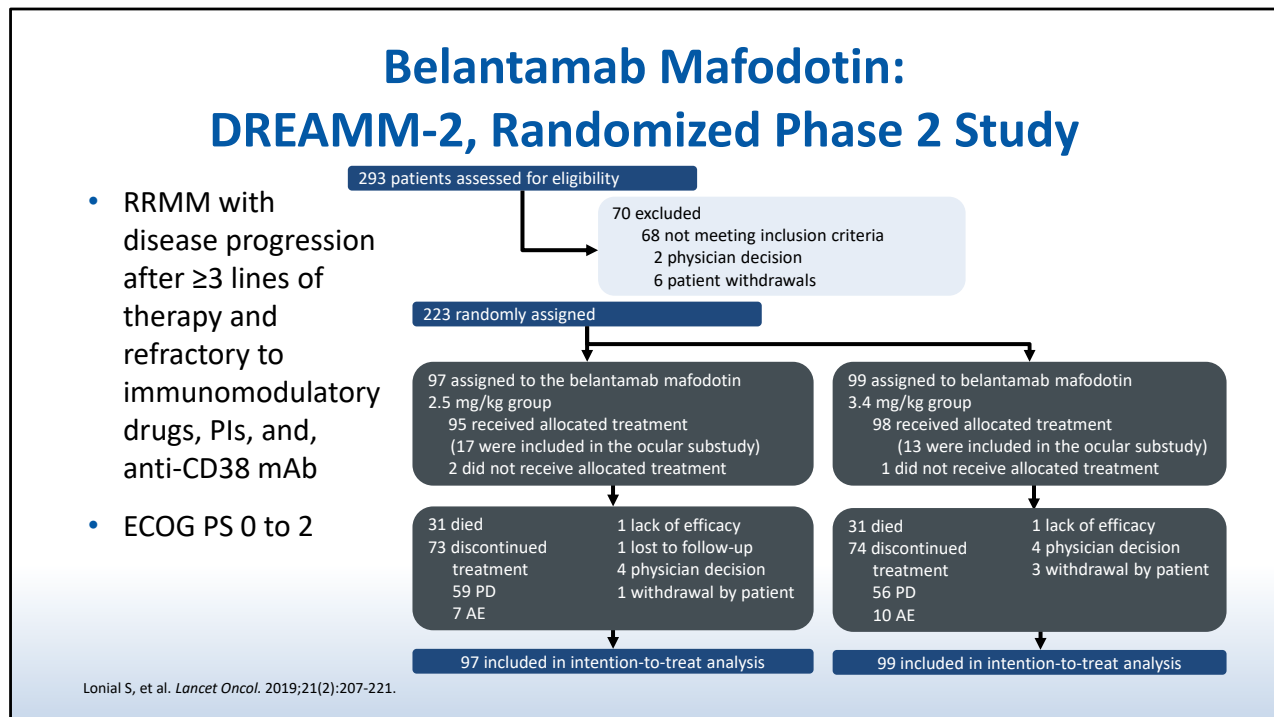 Belantamab Mafodotin:
DREAMM-2, Randomized Phase 2 Study
• RRMM with
disease progression
after ≥3 lines of
therapy and
refractory to
immunomodulatory
drugs, PIs, and,
anti-CD38 mAb
• ECOG PS 0 to 2
293 patients assessed for eligibility
70 excluded
68 not meeting inclusion criteria
2 physician decision
6 patient withdrawals
223 randomly assigned
97 assigned to the belantamab mafodotin
2.5 mg/kg group
95 received allocated treatment
(17 were included in the ocular substudy)
2 did not receive allocated treatment
99 assigned to belantamab mafodotin
3.4 mg/kg group
98 received allocated treatment
(13 were included in the ocular substudy)
1 did not receive allocated treatment
31 died
73 discontinued
treatment
59 PD
7 AE
1 lack of efficacy
1 lost to follow-up
4 physician decision
1 withdrawal by patient
31 died
74 discontinued
treatment
56 PD
10 AE
1 lack of efficacy
4 physician decision
3 withdrawal by patient
97 included in intention-to-treat analysis
99 included in intention-to-treat analysis
Lonial S, et al. Lancet Oncol. 2019;21(2):207-221.